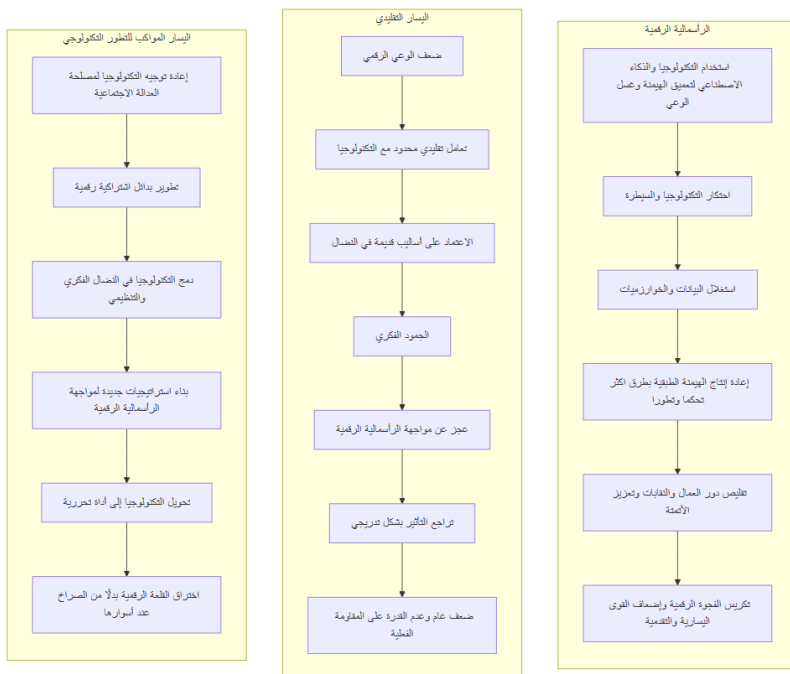 الرأسمالية الرقمية
استخدام التكنولوجيا والذكاء
الاصطناعي لتعميق الهيمنة وغسل
الوعي
احتكار التكنولوجيا والسيطرة
استغلال البيانات والخوارزميات
إعادة إنتاج الهيمنة الطبقية بطرق اكثر
تحكما وتطورا
تقليص دور العمال والنقابات وتعزيز
الأتمتة
تكريس الفجوة الرقمية وإضعاف القوى
اليسارية والتقدمية
اليسار التقليدي
ضعف الوعي الرقمي
تعامل تقليدي محدود مع التكنولوجيا
الاعتماد على أساليب قديمة في النضال
الجمود الفكري
عجز عن مواجهة الرأسمالية الرقمية
تراجع التأثير بشكل تدريجي
ضعف عام وعدم القدرة على المقاومة
الفعلية
اليسار المواكب للتطور التكنولوجي
إعادة توجيه التكنولوجيا لمصلحة
العدالة الاجتماعية
تطوير بدائل اشتراكية رقمية
دمج التكنولوجيا في النضال الفكري
والتنظيمي
بناء استراتيجيات جديدة لمواجهة
الرأسمالية الرقمية
تحويل التكنولوجيا إلى أداة تحررية
اختراق القلعة الرقمية بدلًا من الصراخ
عند أسوارها